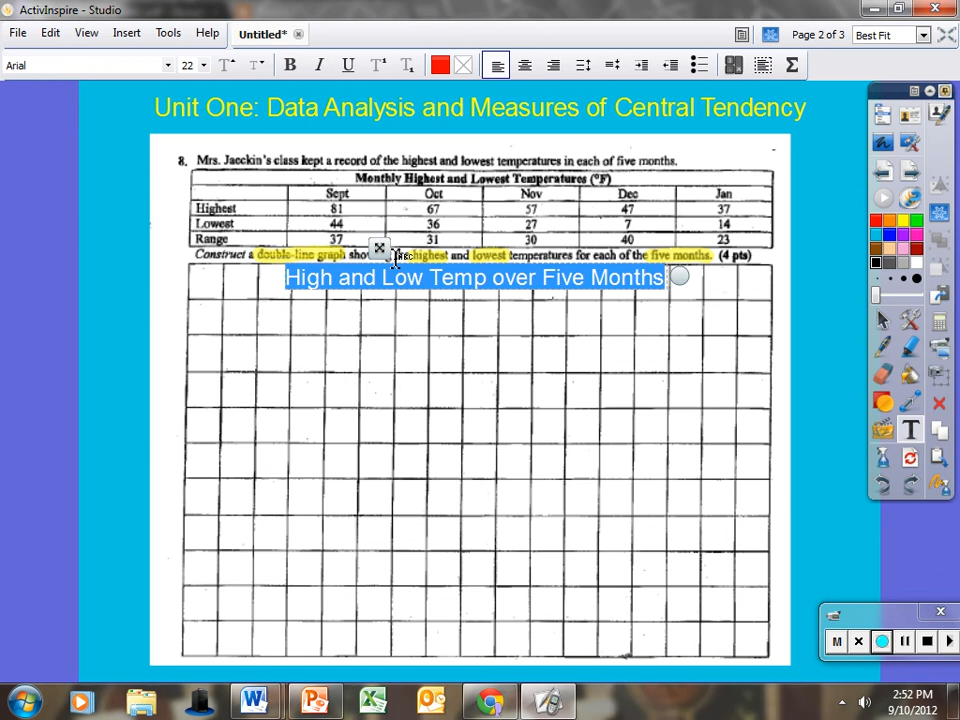 ActivInspire - Studio
File Edit View Insert Tools Help Untitled* Page 2 of 3 Best Fit
Arial 22 B I U T T Σ
Unit One: Data Analysis and Measures of Central Tendency
8. Mrs. Jacckin's class kept a record of the highest and lowest temperatures in each of five months.
Monthly Highest and Lowest Temperatures (°F)
Sept Oct Nov Dec Jan
Highest 81 67 57 47 37
Lowest 44 36 27 7 14
Range 37 31 30 40 23
Construct a double-line graph highest and lowest temperatures for each of the five months. (4 pts)
High and Low Temp over Five Months
M
2:52 PM
9/10/2012